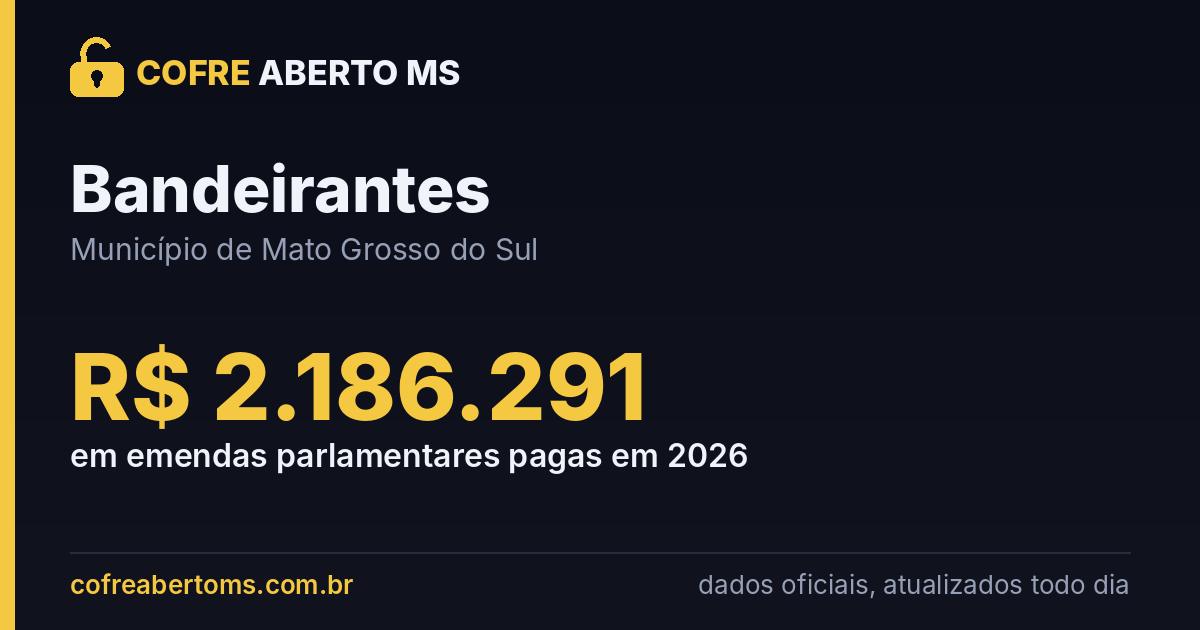 COFRE ABERTO MS
Bandeirantes
Município de Mato Grosso do Sul
R$ 2.186.291
em emendas parlamentares pagas em 2026
cofreabertoms.com.br
dados oficiais, atualizados todo dia